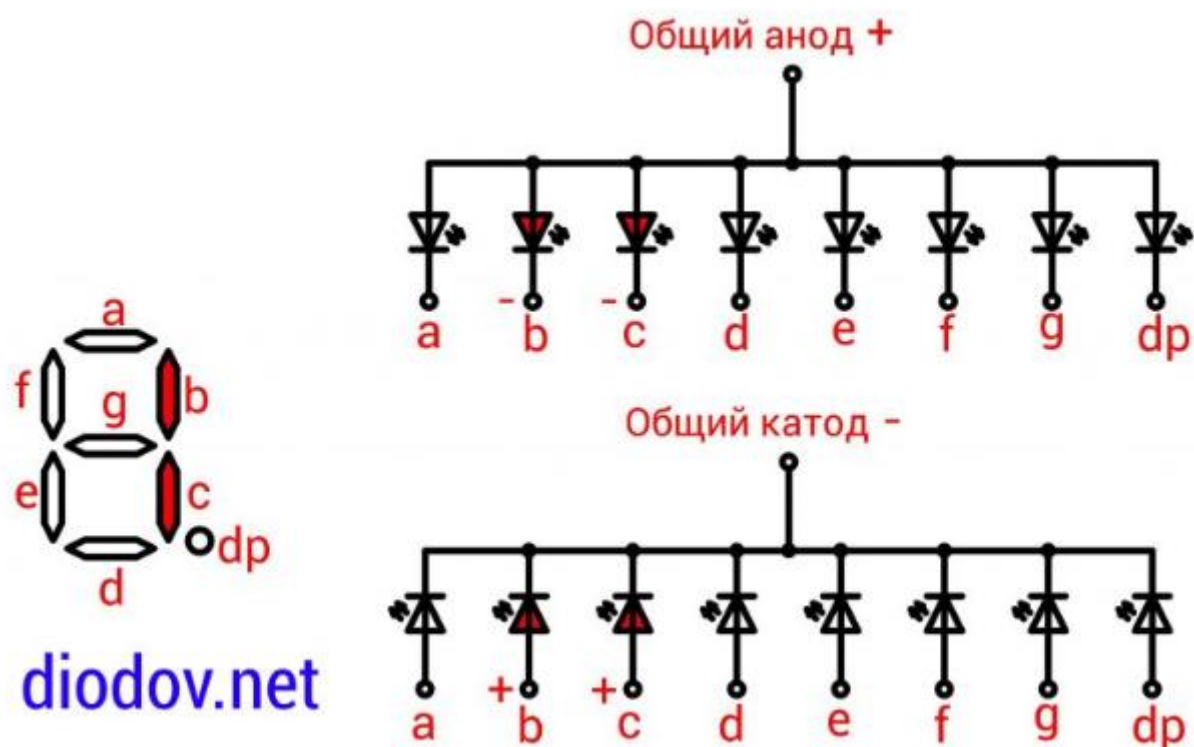 Общий анод +
- -
a b c d e f g dp
a
f g b
e c
dp
d
Общий катод -
+ +
a b c d e f g dp
diodov.net